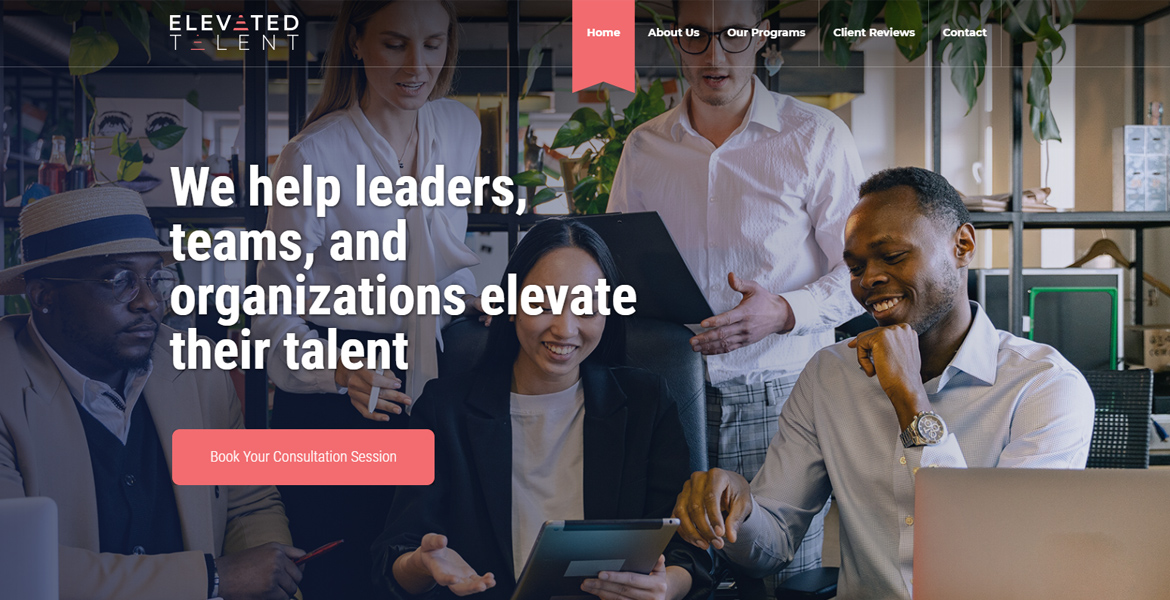 ELEVATED
TALENT
Home
About Us
Our Programs
Client Reviews
Contact
We help leaders,
teams, and
organizations elevate
their talent
Book Your Consultation Session